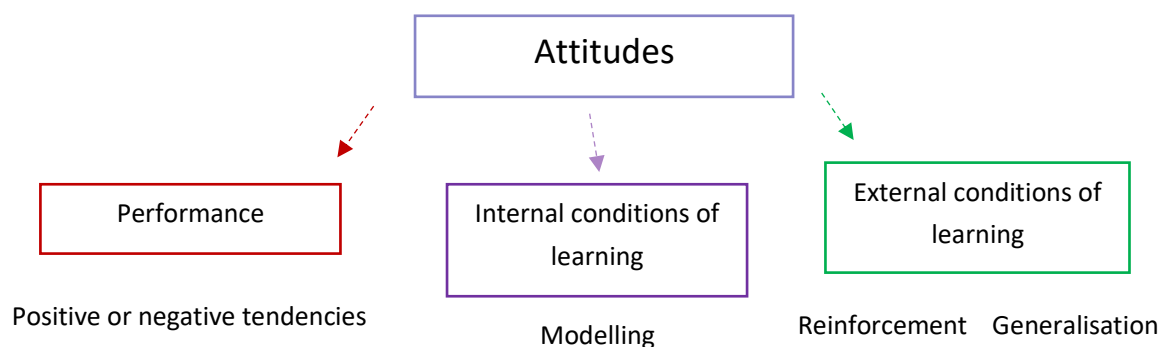 Attitudes
Performance
Internal conditions of
learning
External conditions of
learning
Positive or negative tendencies
Modelling
Reinforcement Generalisation